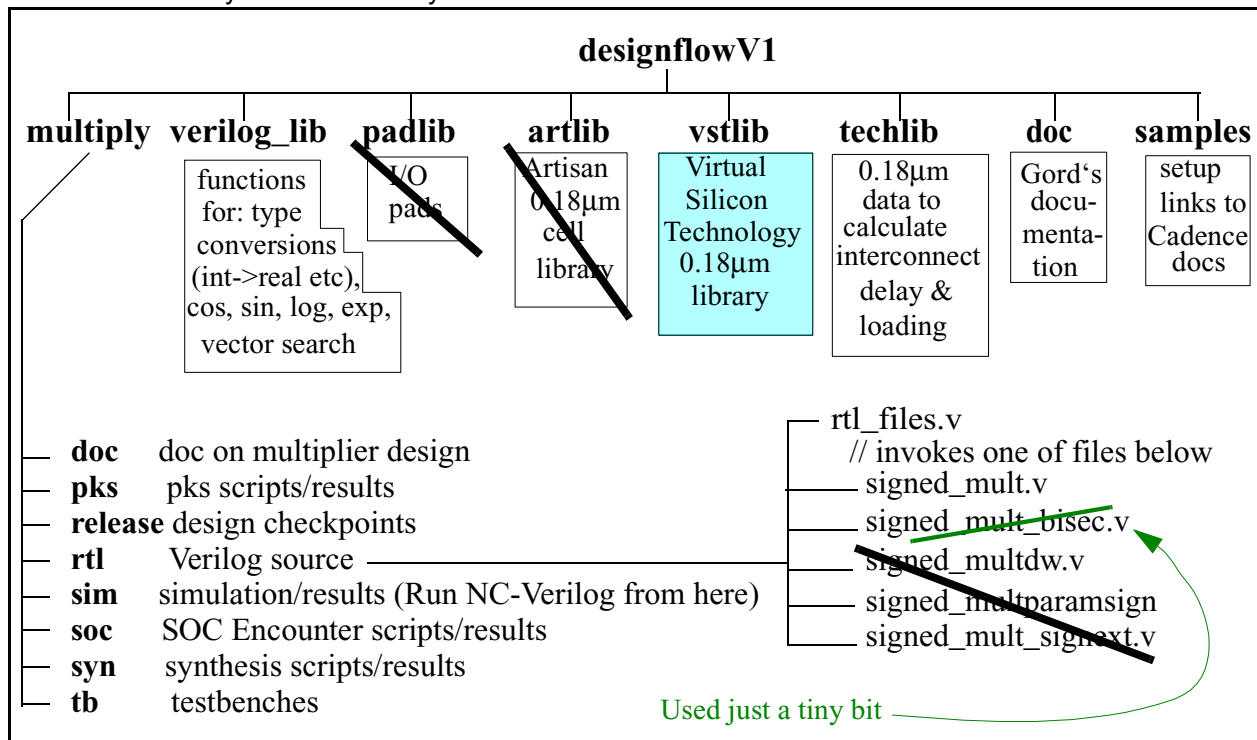 designflowV1
multiply verilog_lib padlib artlib vstlib techlib doc samples
functions
for: type
conversions
(int->real etc),
cos, sin, log, exp,
vector search
I/O
pads
Artisan
0.18µm
cell
library
Virtual
Silicon
Technology
0.18µm
library
0.18µm
data to
calculate
interconnect
delay &
loading
Gord‘s
docu-
menta-
tion
setup
links to
Cadence
docs
doc doc on multiplier design
pks pks scripts/results
release design checkpoints
rtl Verilog source
sim simulation/results (Run NC-Verilog from here)
soc SOC Encounter scripts/results
syn synthesis scripts/results
tb testbenches
rtl_files.v
// invokes one of files below
signed_mult.v
signed_mult_bisec.v
signed_multdw.v
signed_multparamsign
signed_mult_signext.v
Used just a tiny bit